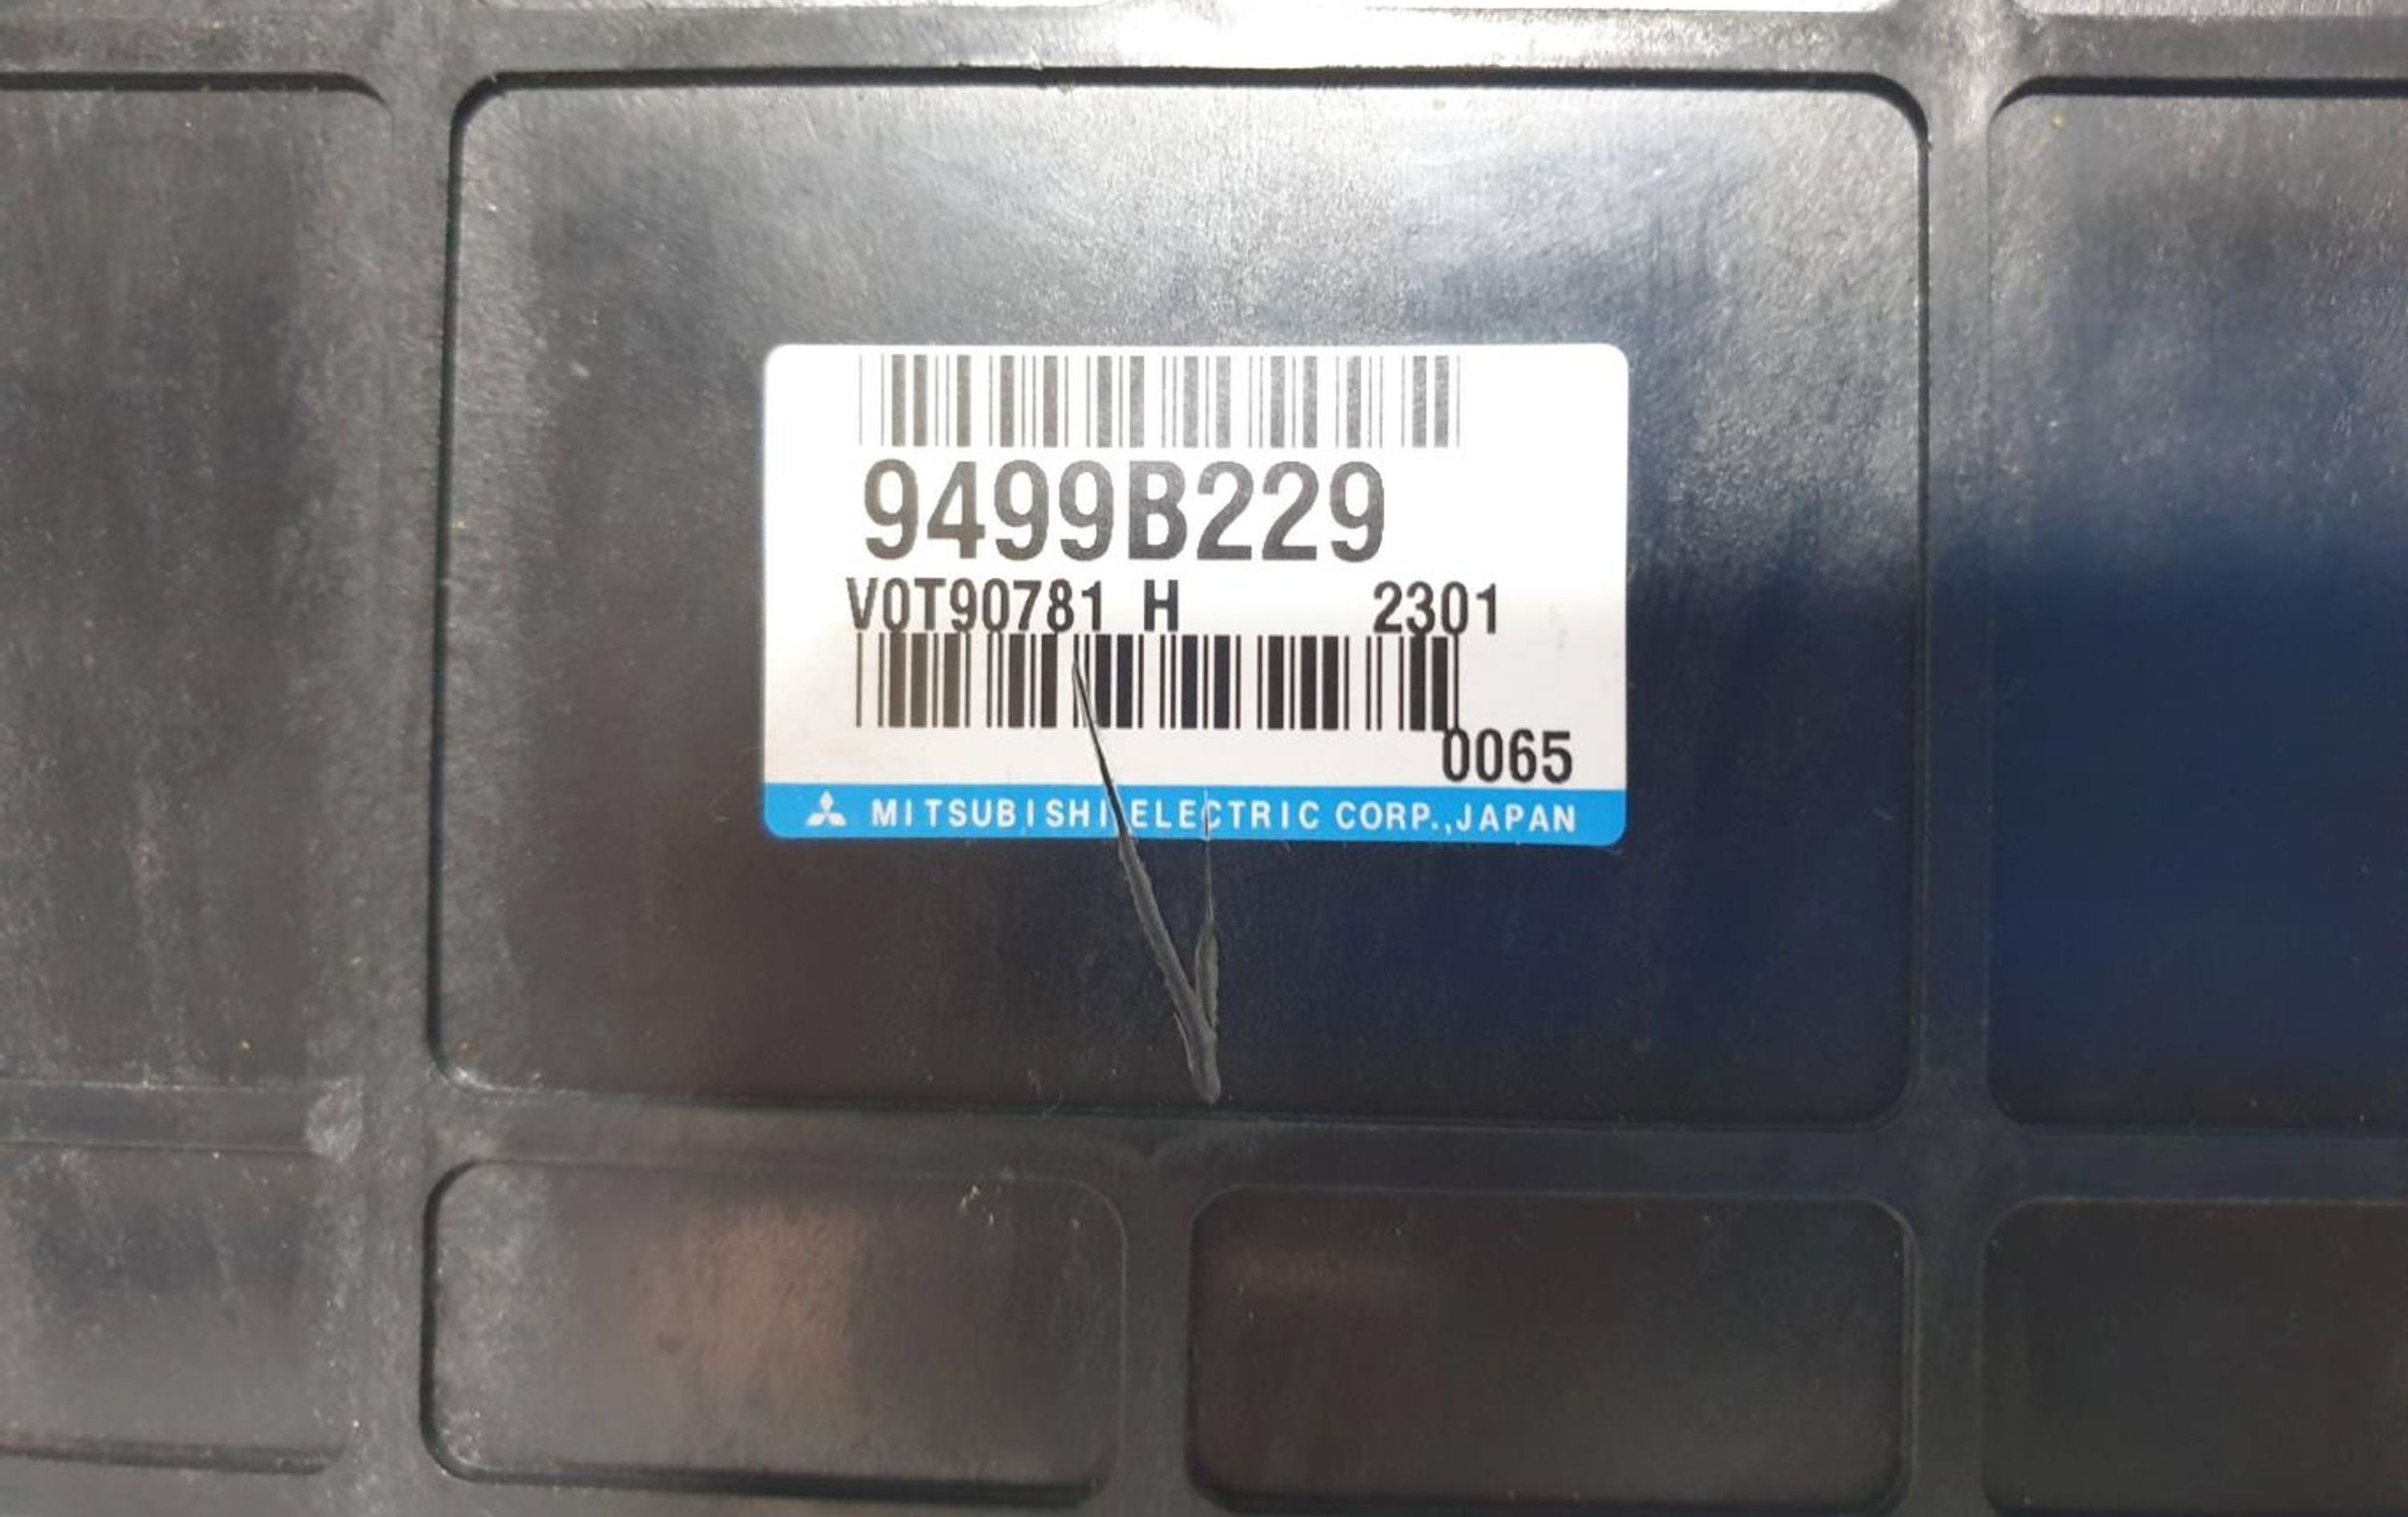 9499B229
V0T90781 H 2301
0065
MITSUBISHI ELECTRIC CORP.,JAPAN